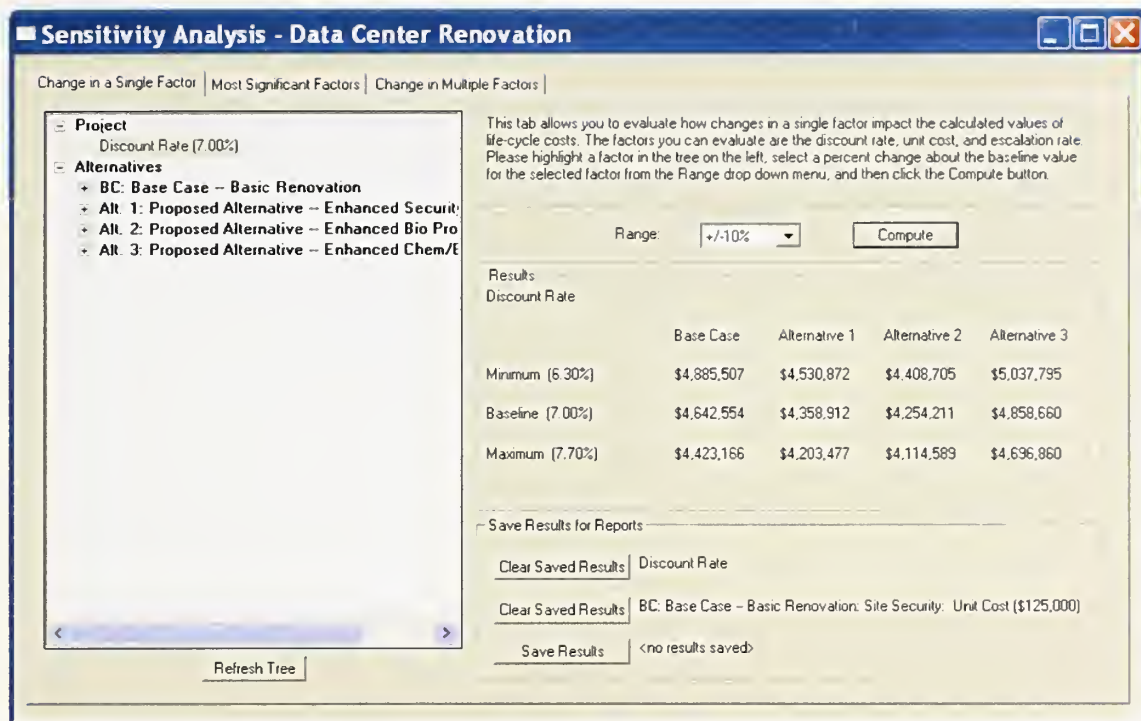 Sensitivity Analysis - Data Center Renovation
Change in a Single Factor | Most Significant Factors | Change in Multiple Factors
Project
Discount Rate (7.00%)
Alternatives
BC: Base Case -- Basic Renovation
Alt. 1: Proposed Alternative -- Enhanced Securit
Alt. 2: Proposed Alternative -- Enhanced Bio Pro
Alt. 3: Proposed Alternative -- Enhanced Chem/E
Refresh Tree
This tab allows you to evaluate how changes in a single factor impact the calculated values of
life-cycle costs. The factors you can evaluate are the discount rate, unit cost, and escalation rate.
Please highlight a factor in the tree on the left, select a percent change about the baseline value
for the selected factor from the Range drop down menu, and then click the Compute button.
Range: +/-10% Compute
Results
Discount Rate
Base Case Alternative 1 Alternative 2 Alternative 3
Minimum (6.30%) $4,885,507 $4,530,872 $4,408,705 $5,037,795
Baseline (7.00%) $4,642,554 $4,358,912 $4,254,211 $4,858,660
Maximum (7.70%) $4,423,166 $4,203,477 $4,114,589 $4,696,860
Save Results for Reports
Clear Saved Results Discount Rate
Clear Saved Results BC: Base Case -- Basic Renovation: Site Security: Unit Cost ($125,000)
Save Results <no results saved>